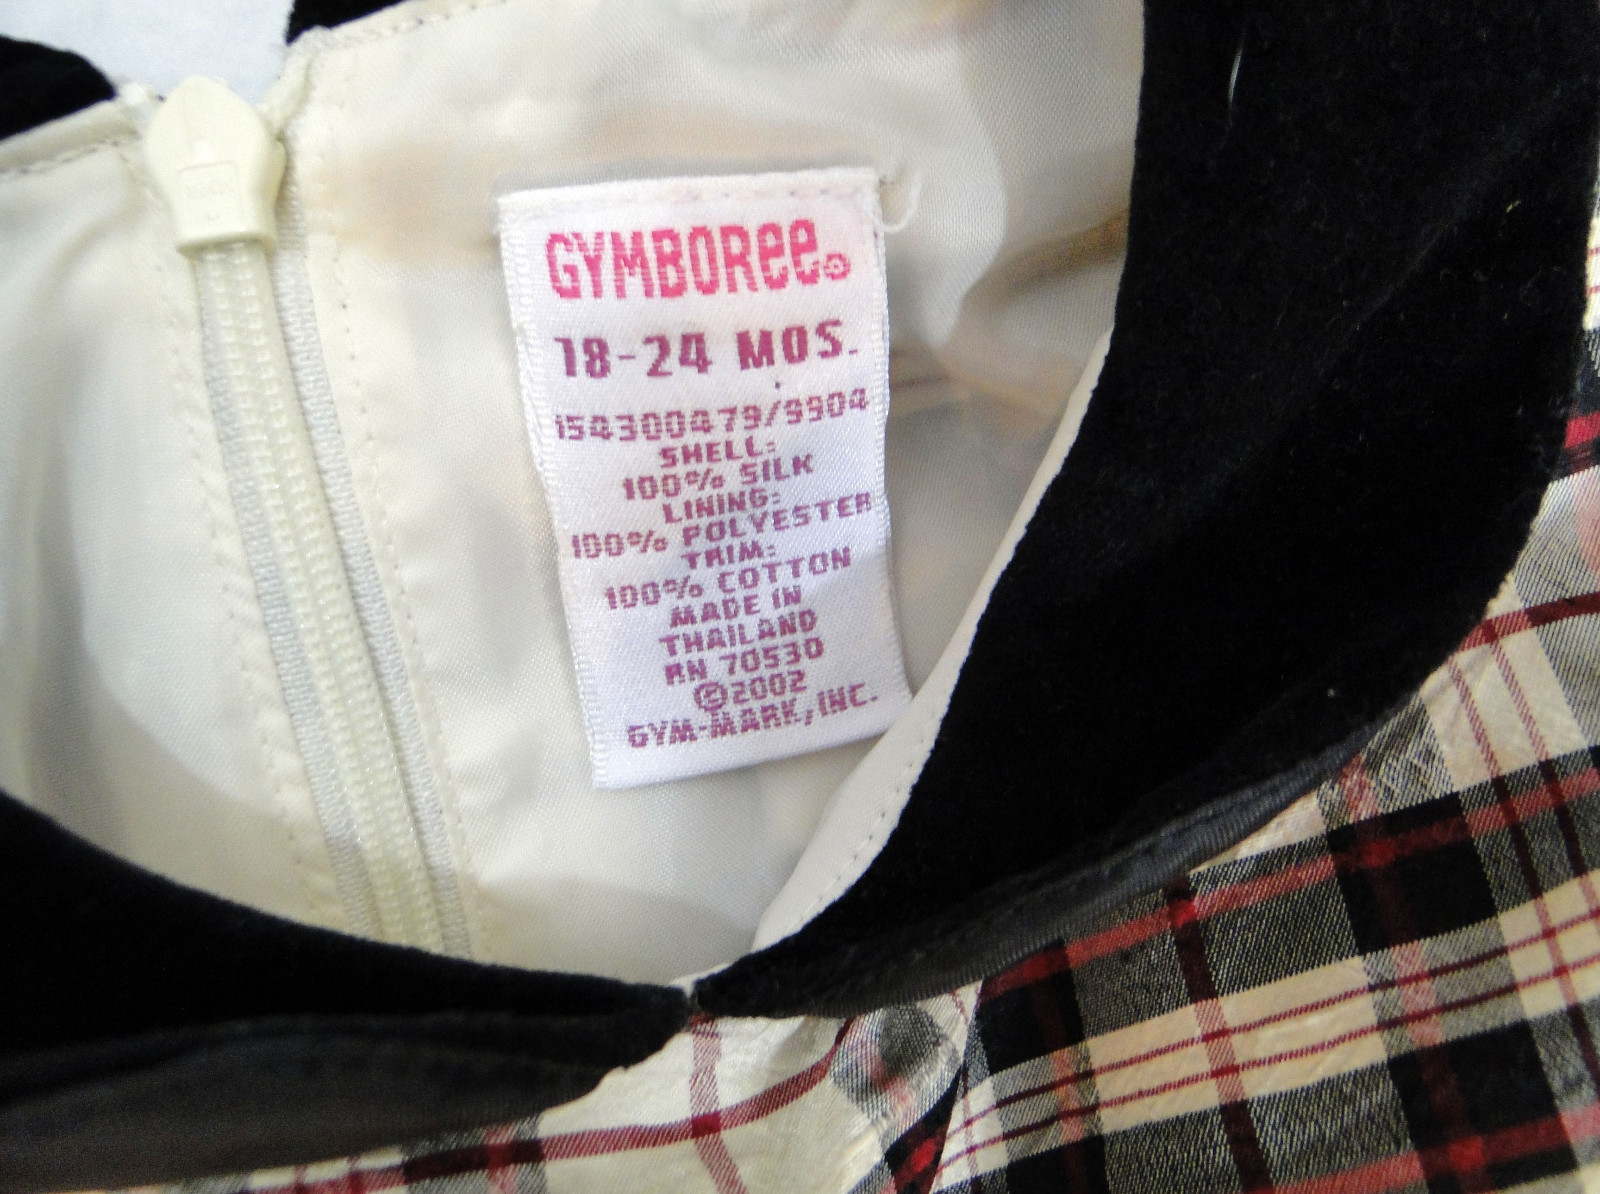 GYMBOREE®
18-24 MOS.
154300479/9904
SHELL:
100% SILK
LINING:
100% POLYESTER
TRIM:
100% COTTON
MADE IN
THAILAND
RN 70530
©2002
GYM-MARK, INC.